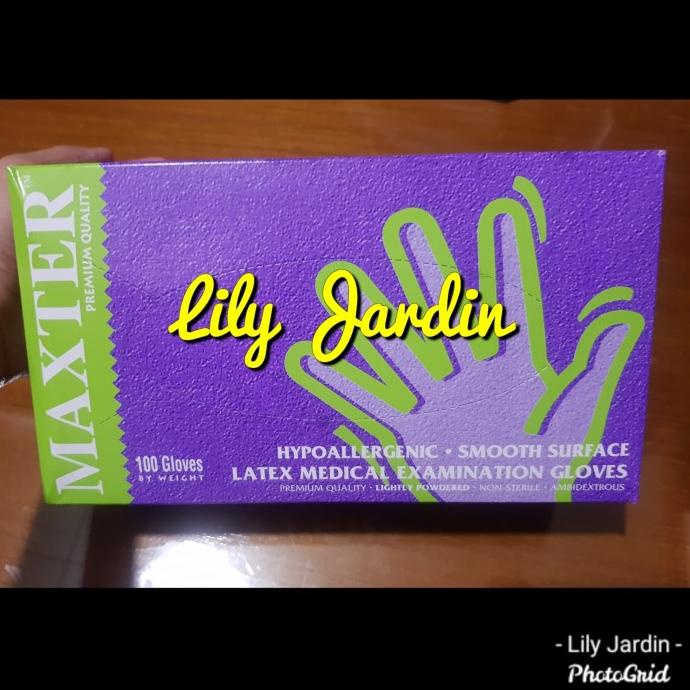 MAXTER™
PREMIUM QUALITY
Lily Jardin
100 Gloves
BY WEIGHT
HYPOALLERGENIC • SMOOTH SURFACE
LATEX MEDICAL EXAMINATION GLOVES
PREMIUM QUALITY • LIGHTLY POWDERED • NON-STERILE • AMBIDEXTROUS
- Lily Jardin -
PhotoGrid